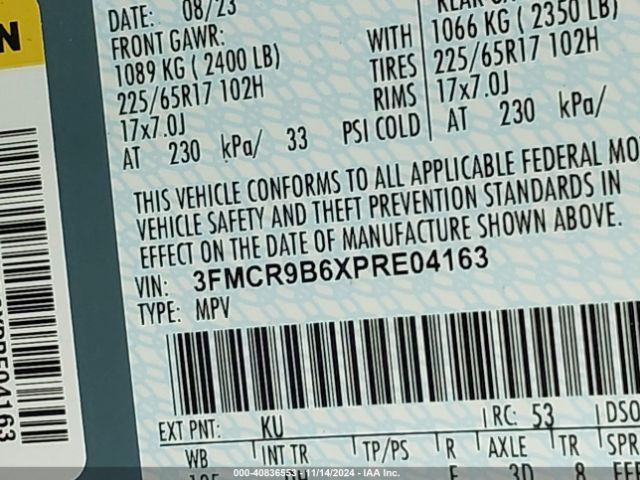 N
DATE: 08/23
FRONT GAWR:
1089 KG ( 2400 LB)
225/65R17 102H
17x7.0J
AT 230 kPa/ 33
WITH
TIRES
RIMS
PSI COLD
1066 KG ( 2350 LB)
225/65R17 102H
17x7.0J
AT 230 kPa/
THIS VEHICLE CONFORMS TO ALL APPLICABLE FEDERAL MO
VEHICLE SAFETY AND THEFT PREVENTION STANDARDS IN
EFFECT ON THE DATE OF MANUFACTURE SHOWN ABOVE.
VIN: 3FMCR9B6XPRE04163
TYPE: MPV
EXT PNT: KU RC: 53 DSO
WB INT TR TP/PS R AXLE TR SPR
3D 8
000-40836553 - 11/14/2024 - IAA Inc.